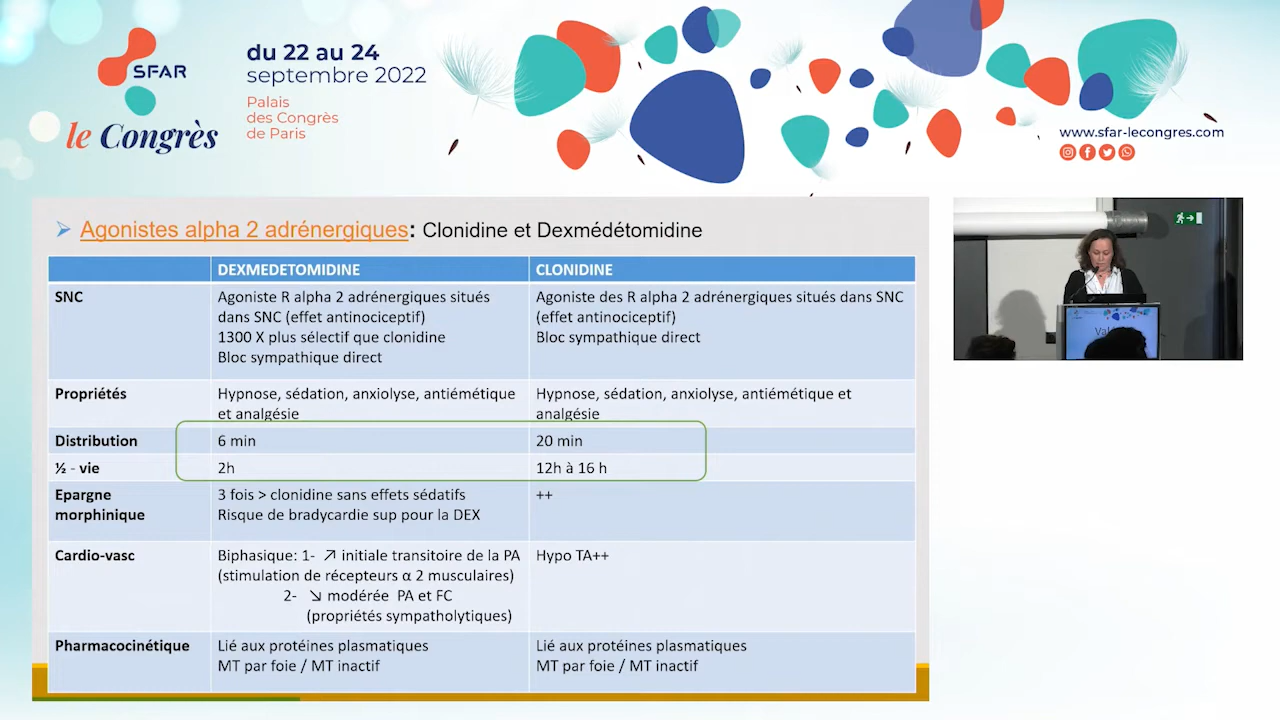 SFAR
le Congrès
du 22 au 24
septembre 2022
Palais
des Congrès
de Paris
www.sfar-lecongres.com
➢ Agonistes alpha 2 adrénergiques: Clonidine et Dexmédétomidine
DEXMEDETOMIDINE
CLONIDINE
SNC
Agoniste R alpha 2 adrénergiques situés
dans SNC (effet antinociceptif)
1300 X plus sélectif que clonidine
Bloc sympathique direct
Agoniste des R alpha 2 adrénergiques situés dans SNC
(effet antinociceptif)
Bloc sympathique direct
Propriétés
Hypnose, sédation, anxiolyse, antiémétique
et analgésie
Hypnose, sédation, anxiolyse, antiémétique et
analgésie
Distribution
6 min
20 min
½ - vie
2h
12h à 16 h
Epargne
morphinique
3 fois > clonidine sans effets sédatifs
Risque de bradycardie sup pour la DEX
++
Cardio-vasc
Biphasique: 1- ↗ initiale transitoire de la PA
(stimulation de récepteurs α 2 musculaires)
2- ↘ modérée PA et FC
(propriétés sympatholytiques)
Hypo TA++
Pharmacocinétique
Lié aux protéines plasmatiques
MT par foie / MT inactif
Lié aux protéines plasmatiques
MT par foie / MT inactif